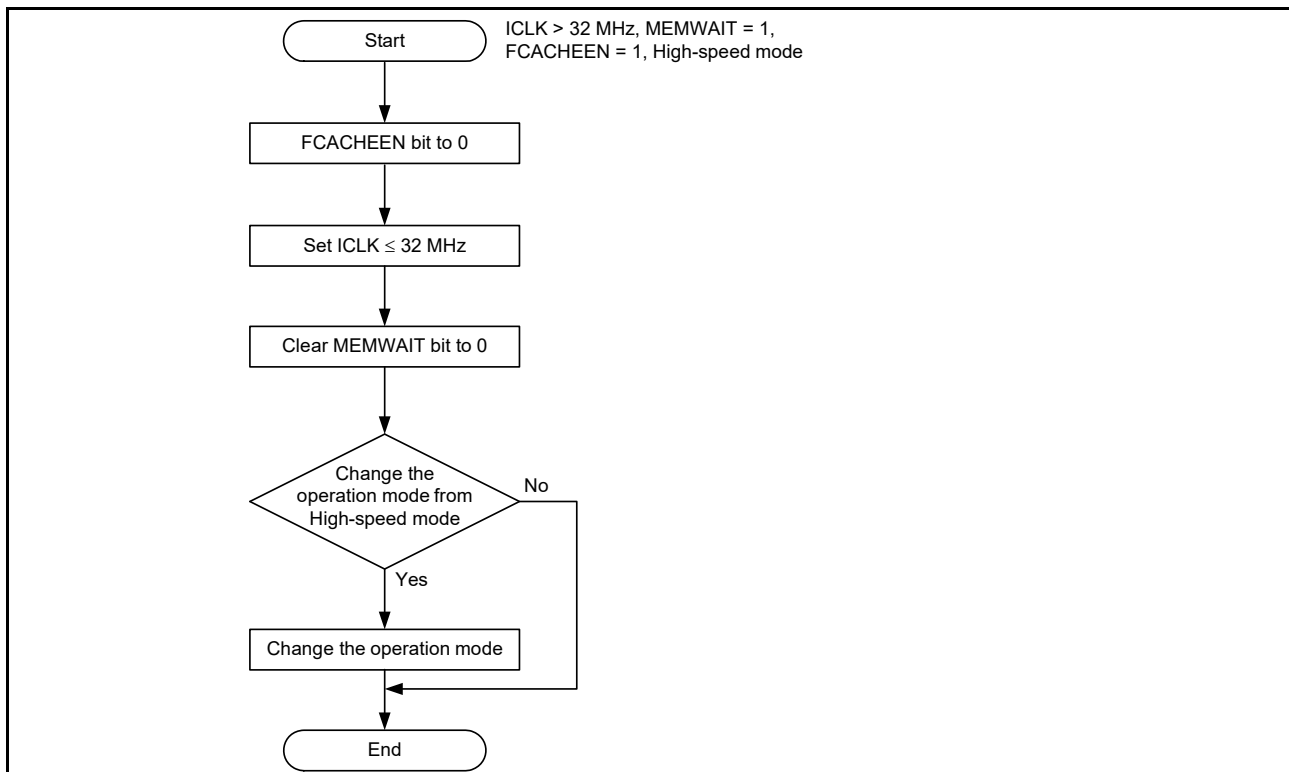 Start
ICLK > 32 MHz, MEMWAIT = 1,
FCACHEEN = 1, High-speed mode
FCACHEEN bit to 0
Set ICLK ≤ 32 MHz
Clear MEMWAIT bit to 0
Change the
operation mode from
High-speed mode
No
Yes
Change the operation mode
End